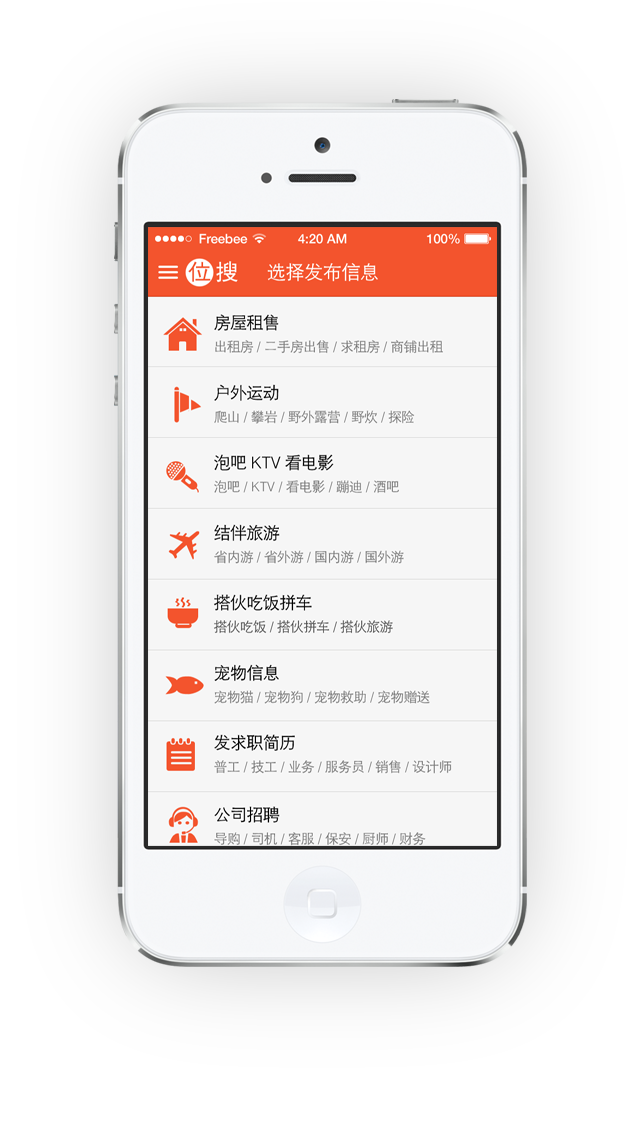 Freebee 4:20 AM 100%
位搜 选择发布信息
房屋租售
出租房 / 二手房出售 / 求租房 / 商铺出租
户外运动
爬山 / 攀岩 / 野外露营 / 野炊 / 探险
泡吧 KTV 看电影
泡吧 / KTV / 看电影 / 蹦迪 / 酒吧
结伴旅游
省内游 / 省外游 / 国内游 / 国外游
搭伙吃饭拼车
搭伙吃饭 / 搭伙拼车 / 搭伙旅游
宠物信息
宠物猫 / 宠物狗 / 宠物救助 / 宠物赠送
发求职简历
普工 / 技工 / 业务 / 服务员 / 销售 / 设计师
公司招聘
导购 / 司机 / 客服 / 保安 / 厨师 / 财务